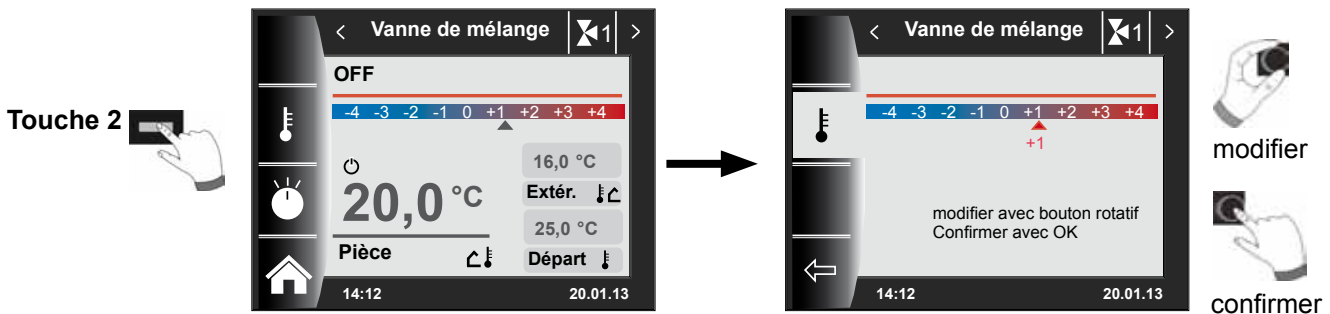 Touche 2
< Vanne de mélange 1 >
OFF
-4 -3 -2 -1 0 +1 +2 +3 +4
16,0 °C
Extér.
20,0 °C
25,0 °C
Pièce
Départ
14:12 20.01.13
< Vanne de mélange 1 >
-4 -3 -2 -1 0 +1 +2 +3 +4
+1
modifier avec bouton rotatif
Confirmer avec OK
14:12 20.01.13
modifier
confirmer